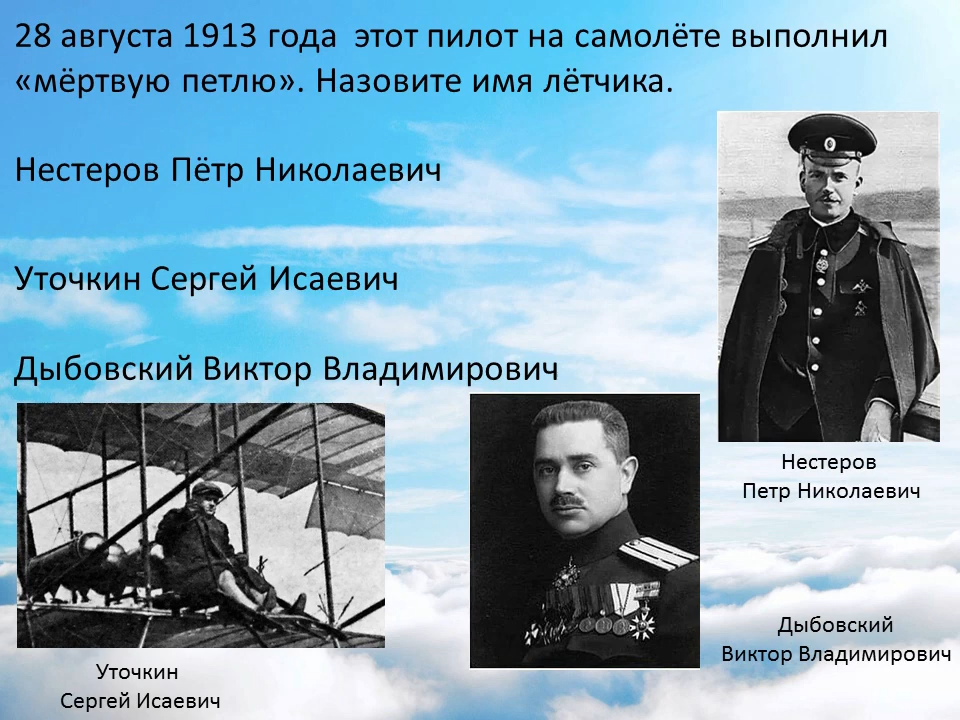 28 августа 1913 года этот пилот на самолёте выполнил
«мёртвую петлю». Назовите имя лётчика.
Нестеров Пётр Николаевич
Уточкин Сергей Исаевич
Дыбовский Виктор Владимирович
Нестеров
Петр Николаевич
Дыбовский
Виктор Владимирович
Уточкин
Сергей Исаевич